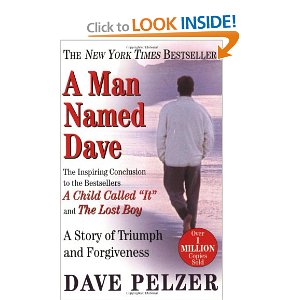 Click to LOOK INSIDE!
THE NEW YORK TIMES BESTSELLER
A Man
Named
Dave
The Inspiring Conclusion
to the Bestsellers
A Child Called "It"
and The Lost Boy
A Story of Triumph
and Forgiveness
Over
1
MILLION
Copies
Sold
DAVE PELZER